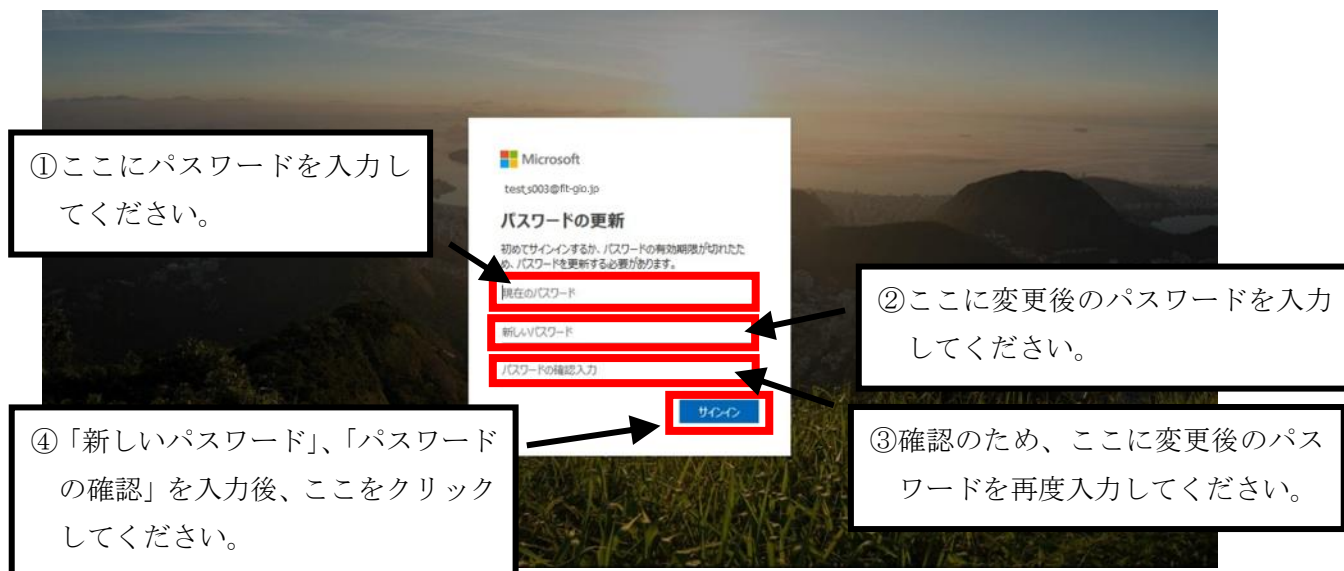 ①ここにパスワードを入力し
てください。
Microsoft
test_s003@fit-gio.jp
パスワードの更新
初めてサインインするか、パスワードの有効期限が切れたた
め、パスワードを更新する必要があります。
現在のパスワード
新しいパスワード
パスワードの確認入力
サインイン
②ここに変更後のパスワードを入力
してください。
③確認のため、ここに変更後のパス
ワードを再度入力してください。
④「新しいパスワード」、「パスワード
の確認」を入力後、ここをクリック
してください。